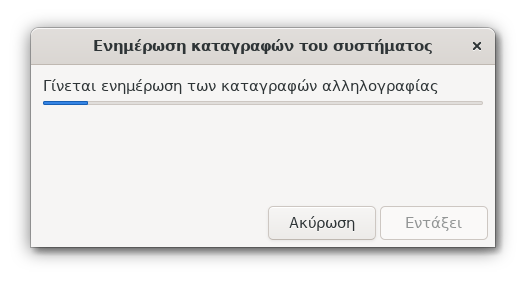 Ενημέρωση καταγραφών του συστήματος
Γίνεται ενημέρωση των καταγραφών αλληλογραφίας
Ακύρωση Εντάξει